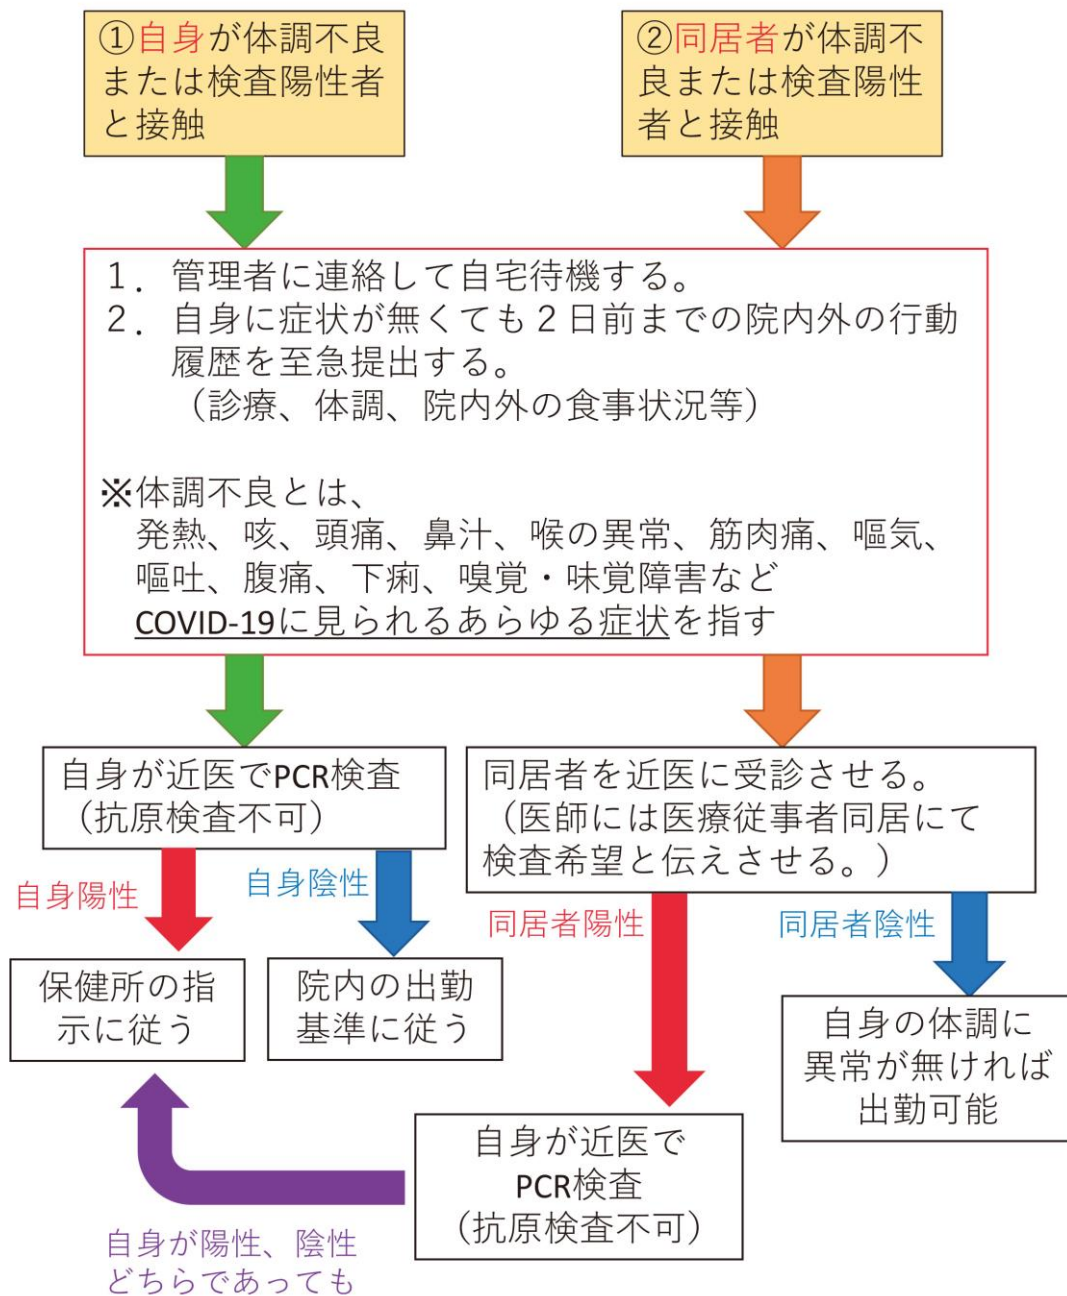 ①自身が体調不良
または検査陽性者
と接触
②同居者が体調不
良または検査陽性
者と接触
１．管理者に連絡して自宅待機する。
２．自身に症状が無くても２日前までの院内外の行動
履歴を至急提出する。
（診療、体調、院内外の食事状況等）
※体調不良とは、
発熱、咳、頭痛、鼻汁、喉の異常、筋肉痛、嘔気、
嘔吐、腹痛、下痢、嗅覚・味覚障害など
COVID-19に見られるあらゆる症状を指す
自身が近医でPCR検査
（抗原検査不可）
同居者を近医に受診させる。
（医師には医療従事者同居にて
検査希望と伝えさせる。）
自身陽性
自身陰性
同居者陽性
同居者陰性
保健所の指
示に従う
院内の出勤
基準に従う
自身の体調に
異常が無ければ
出勤可能
自身が近医で
PCR検査
（抗原検査不可）
自身が陽性、陰性
どちらであっても